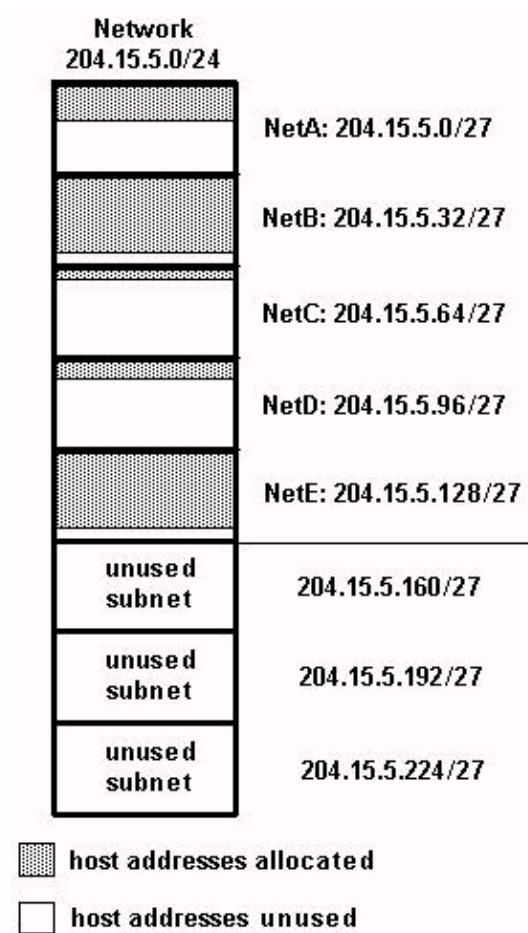 Network
204.15.5.0/24
NetA: 204.15.5.0/27
NetB: 204.15.5.32/27
NetC: 204.15.5.64/27
NetD: 204.15.5.96/27
NetE: 204.15.5.128/27
unused
subnet
204.15.5.160/27
unused
subnet
204.15.5.192/27
unused
subnet
204.15.5.224/27
host addresses allocated
host addresses unused